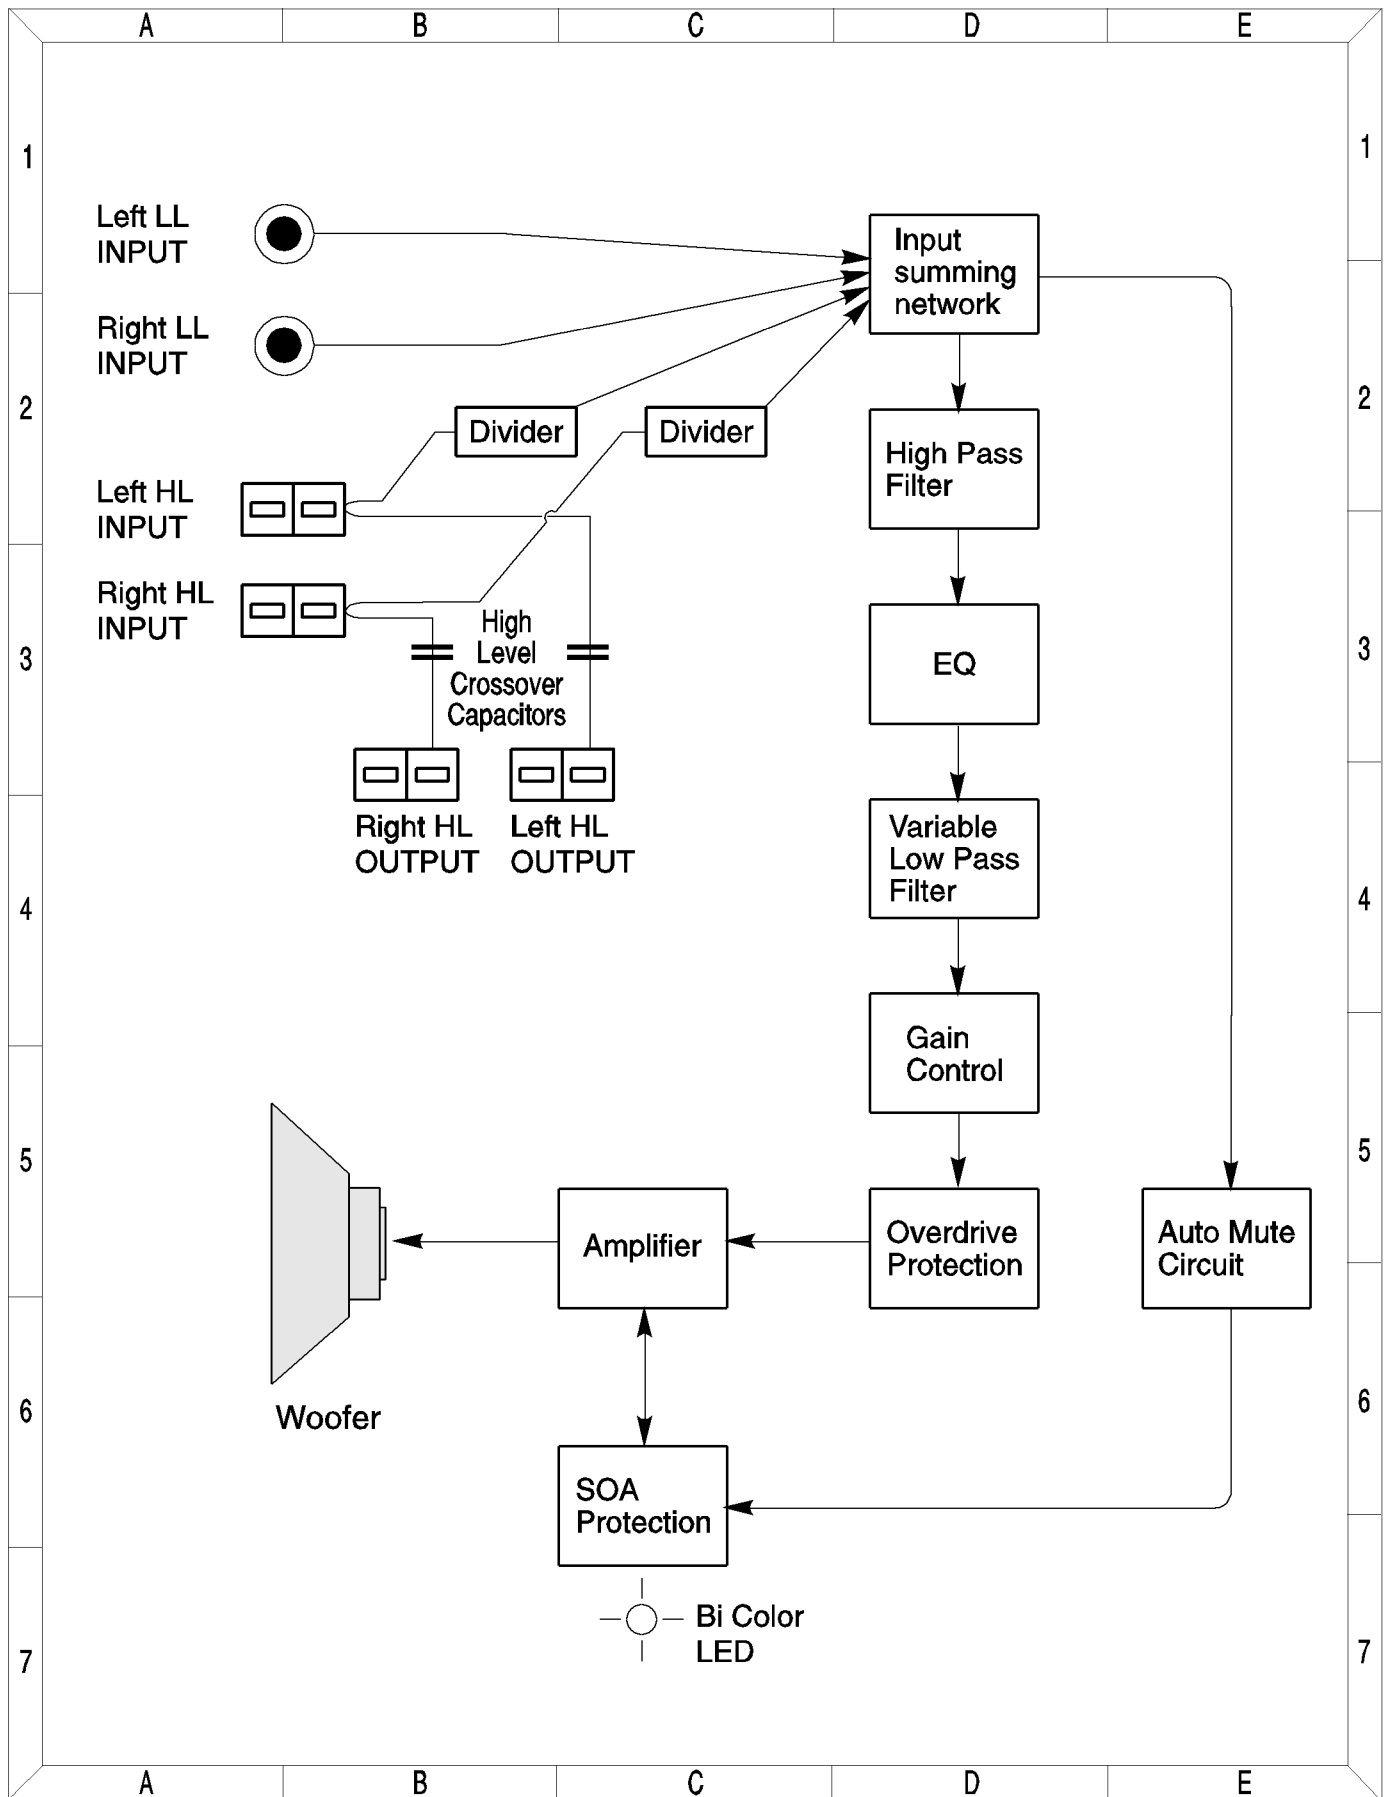 A B C D E
1 1
Left LL
INPUT
Input
summing
network
Right LL
INPUT
2 2
Divider
Divider
High Pass
Filter
Left HL
INPUT
Right HL
INPUT
High
Level
Crossover
Capacitors
3 3
EQ
Right HL
OUTPUT
Left HL
OUTPUT
Variable
Low Pass
Filter
4 4
Gain
Control
5 5
Amplifier
Overdrive
Protection
Auto Mute
Circuit
6 6
Woofer
SOA
Protection
Bi Color
LED
7 7
A B C D E